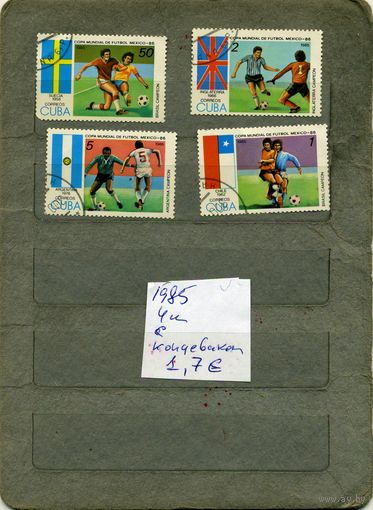 COPA MUNDIAL DE FUTBOL MEXICO-86
1985
50
SUECIA
1958
CORREOS
CUBA
BRASIL CAMPEON
COPA MUNDIAL DE FUTBOL MEXICO-86
1985
2
INGLATERRA
1966
CORREOS
CUBA
INGLATERRA CAMPEON
COPA MUNDIAL DE FUTBOL MEXICO-86
1985
5
ARGENTINA
1978
CORREOS
CUBA
ARGENTINA CAMPEON
COPA MUNDIAL DE FUTBOL MEXICO-86
1985
1
CHILE
1962
CORREOS
CUBA
BRASIL CAMPEON
1985
4м
с
концевкой
1,7 €
www.ay.by